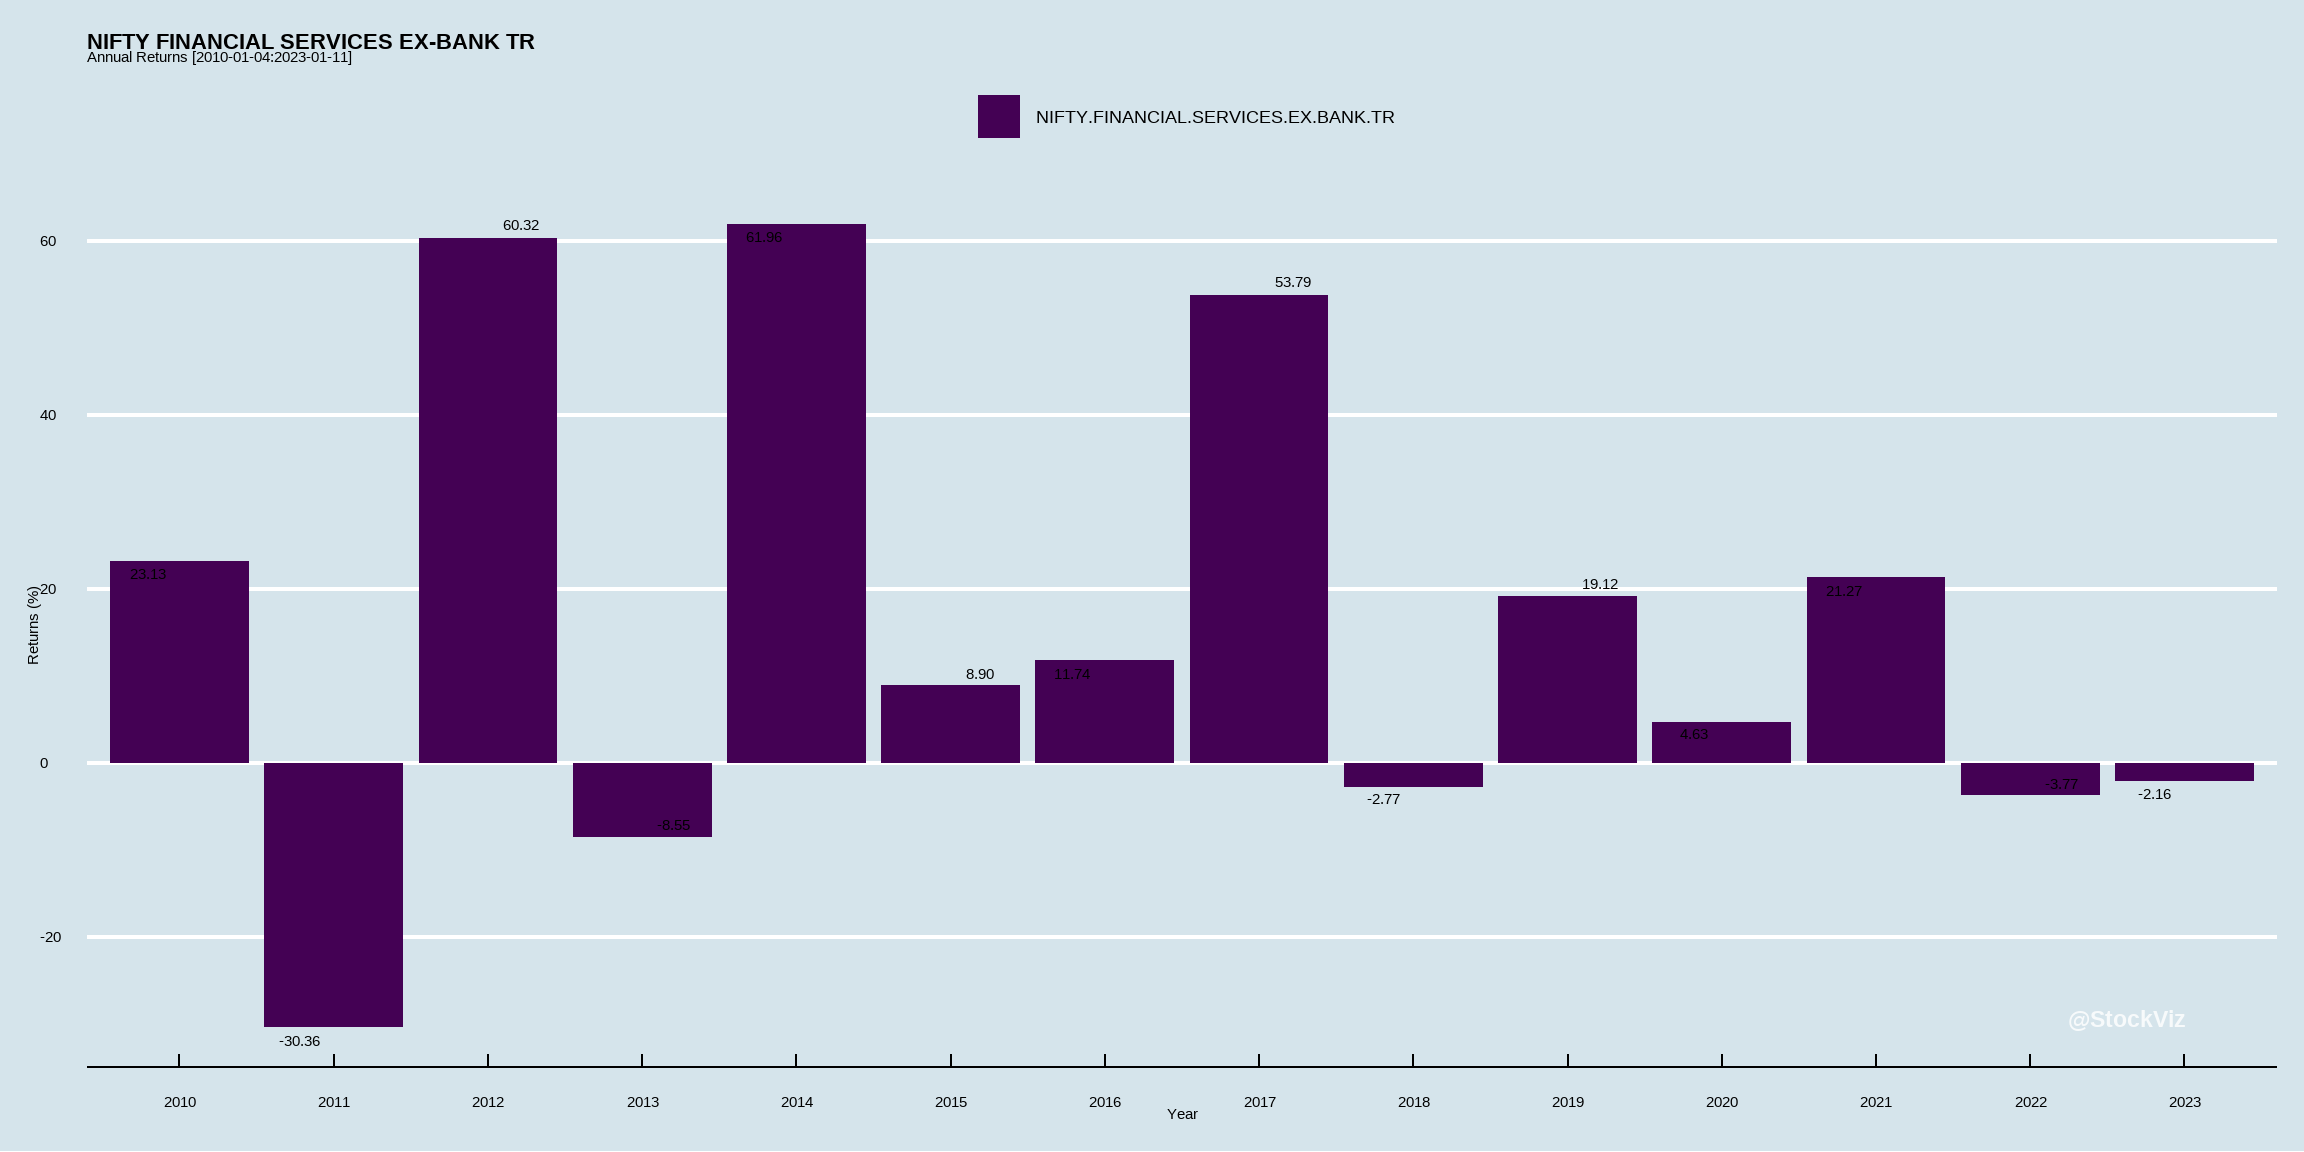 NIFTY FINANCIAL SERVICES EX-BANK TR
Annual Returns [2010-01-04:2023-01-11]
NIFTY.FINANCIAL.SERVICES.EX.BANK.TR
Returns (%)
60
40
20
0
-20
23.13
-30.36
60.32
-8.55
61.96
8.90
11.74
53.79
-2.77
19.12
4.63
21.27
-3.77
-2.16
@StockViz
2010 2011 2012 2013 2014 2015 2016 2017 2018 2019 2020 2021 2022 2023
Year